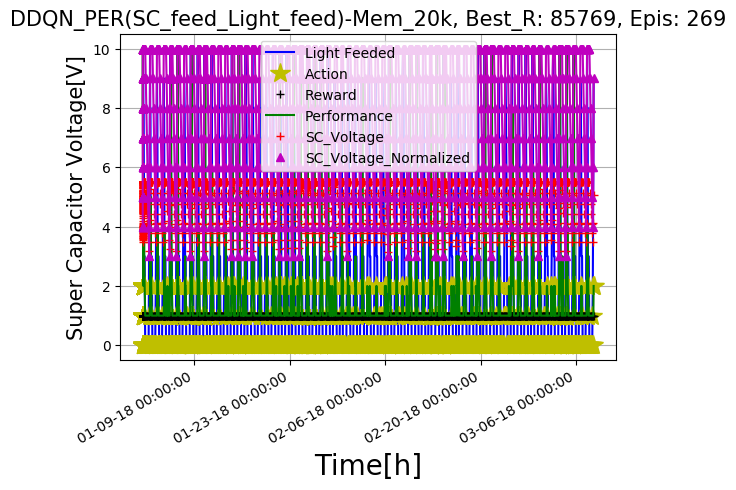 DDQN_PER(SC_feed_Light_feed)-Mem_20k, Best_R: 85769, Epis: 269
Super Capacitor Voltage[V]
10
8
6
4
2
0
Light Feeded
Action
Reward
Performance
SC_Voltage
SC_Voltage_Normalized
01-09-18 00:00:00
01-23-18 00:00:00
02-06-18 00:00:00
02-20-18 00:00:00
03-06-18 00:00:00
Time[h]